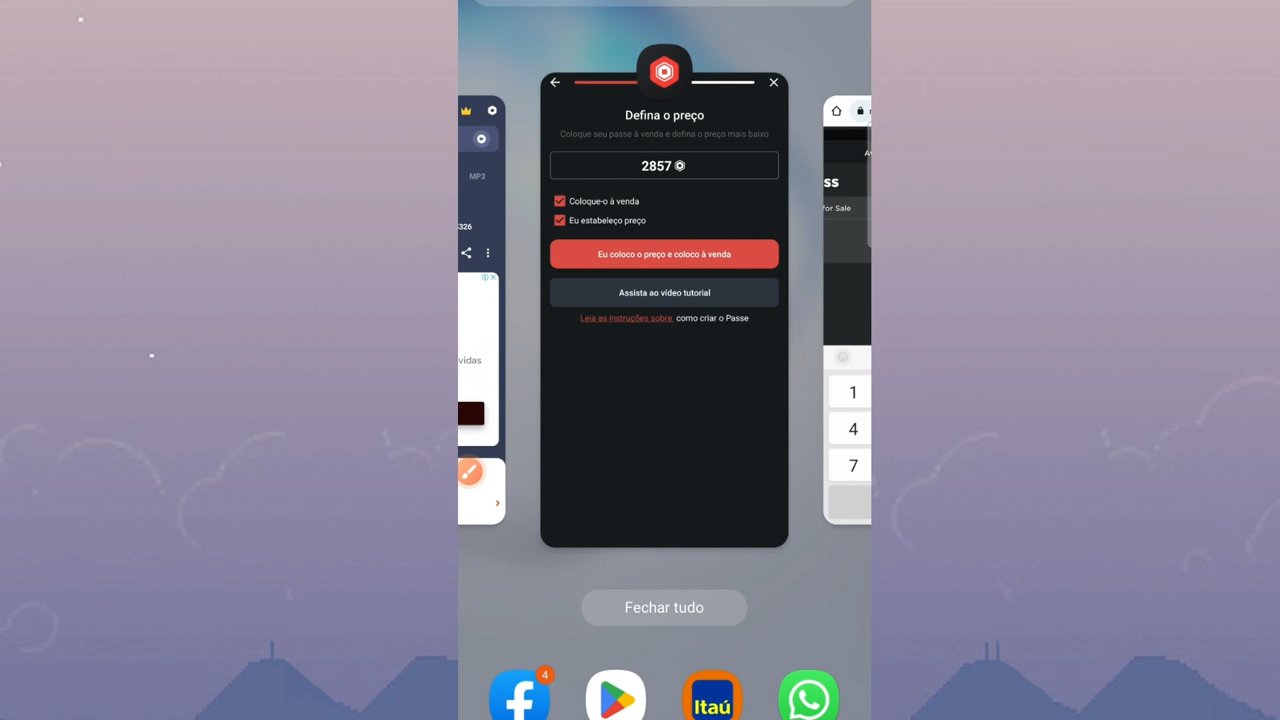 Defina o preço
Coloque seu passe à venda e defina o preço mais baixo
2857
Coloque-o à venda
Eu estabeleço preço
Eu coloco o preço e coloco à venda
Assista ao vídeo tutorial
Leia as instruções sobre como criar o Passe
MP3
326
vidas
Av
ss
for Sale
1
4
7
Fechar tudo
4
Itaú